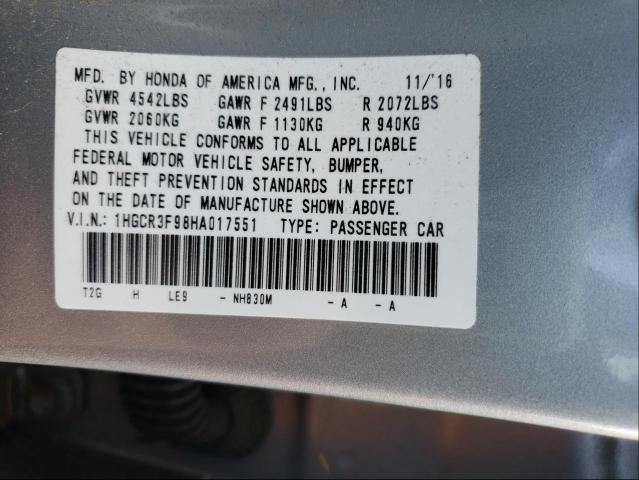 MFD. BY HONDA OF AMERICA MFG., INC. 11/'16
GVWR 4542LBS GAWR F 2491LBS R 2072LBS
GVWR 2060KG GAWR F 1130KG R 940KG
THIS VEHICLE CONFORMS TO ALL APPLICABLE
FEDERAL MOTOR VEHICLE SAFETY, BUMPER,
AND THEFT PREVENTION STANDARDS IN EFFECT
ON THE DATE OF MANUFACTURE SHOWN ABOVE.
V.I.N.: 1HGCR3F98HA017551 TYPE: PASSENGER CAR
T2G H LE9 - NH830M - A - A